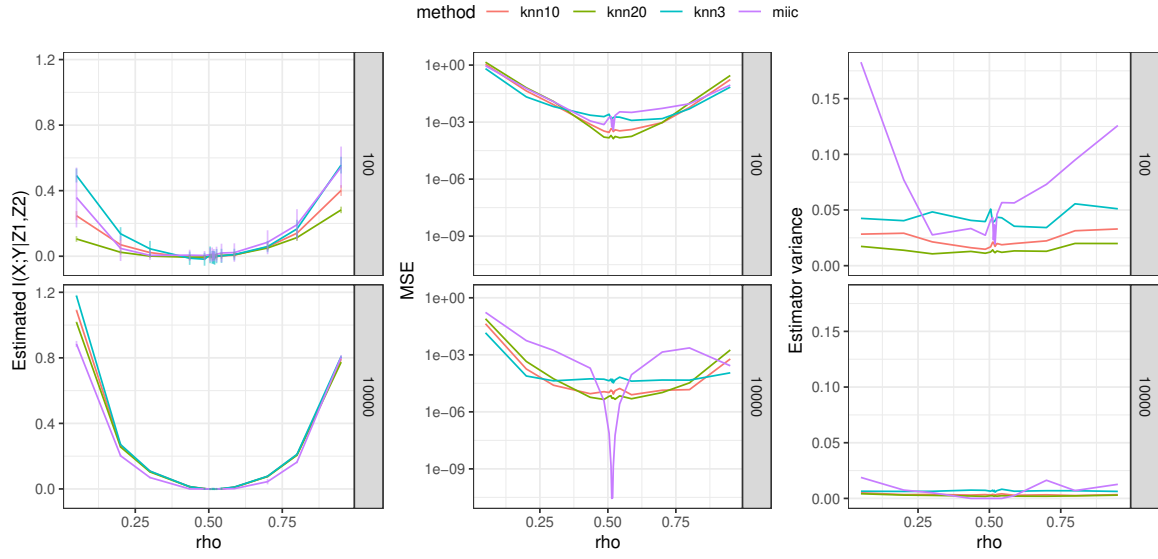 method knn10 knn20 knn3 miic
Estimated I(X;Y|Z1,Z2)
1.2
0.8
0.4
0.0
100
1.2
0.8
0.4
0.0
10000
0.25 0.50 0.75
rho
MSE
1e+00
1e−03
1e−06
1e−09
100
1e+00
1e−03
1e−06
1e−09
10000
0.25 0.50 0.75
rho
Estimator variance
0.15
0.10
0.05
0.00
100
0.15
0.10
0.05
0.00
10000
0.25 0.50 0.75
rho